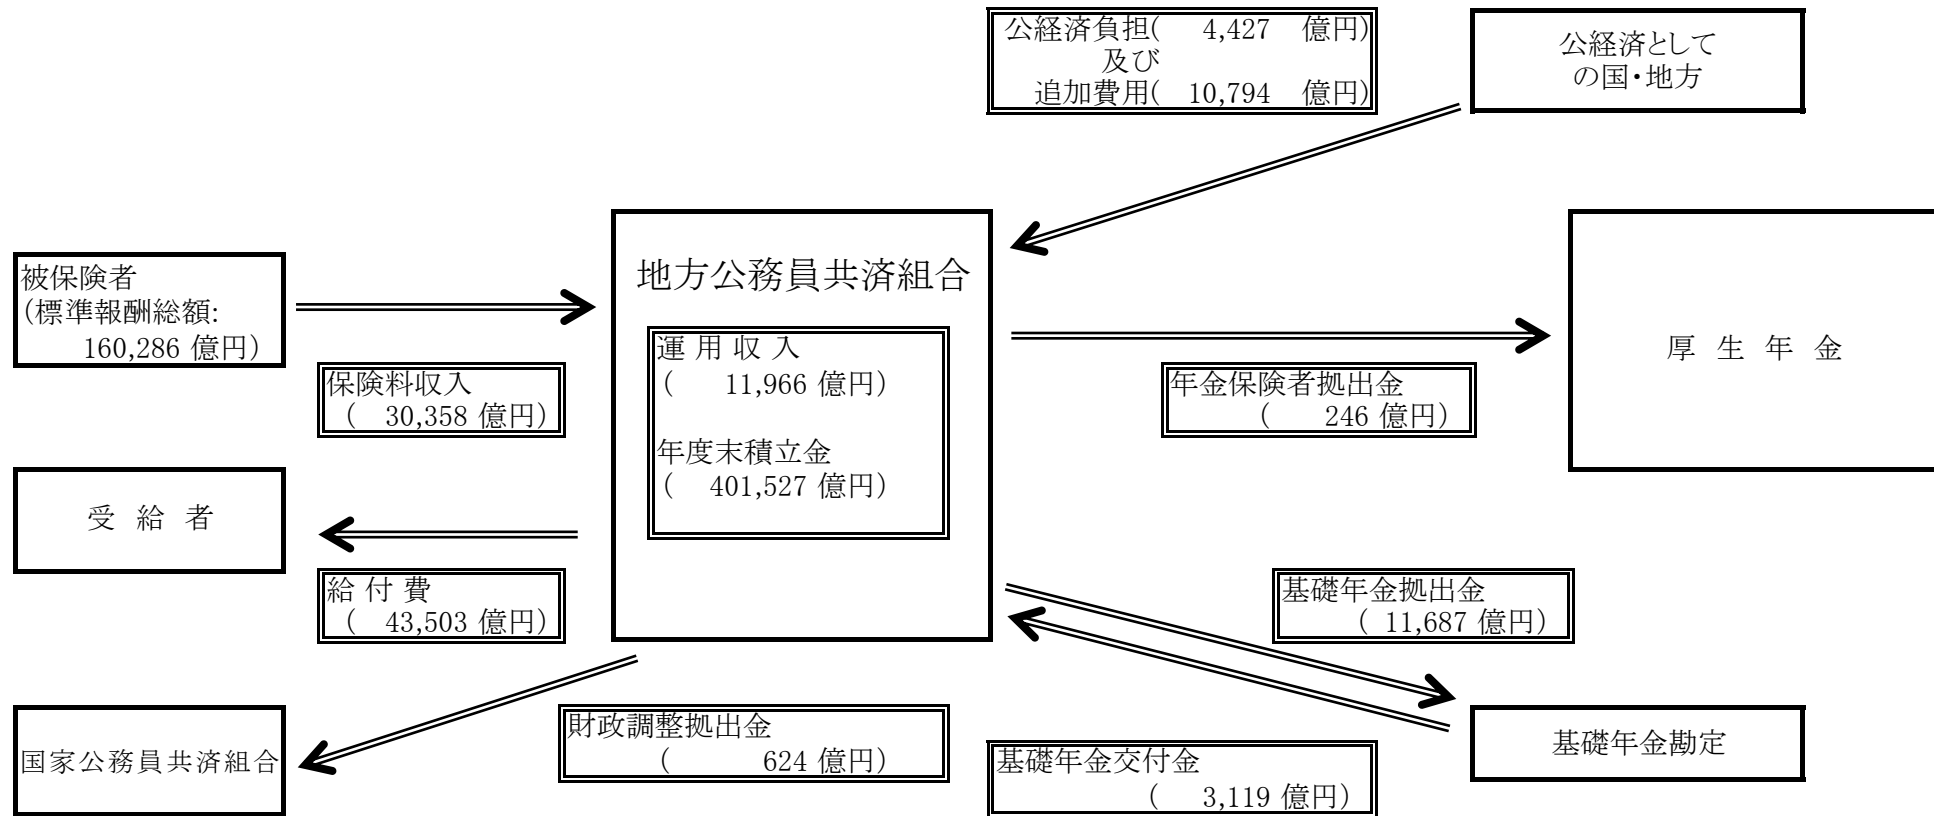 公経済負担( 4,427 億円)
及び
追加費用( 10,794 億円)
公経済として
の国・地方
被保険者
(標準報酬総額:
160,286 億円)
保険料収入
( 30,358 億円)
地方公務員共済組合
運 用 収 入
( 11,966 億円)
年度末積立金
( 401,527 億円)
年金保険者拠出金
( 246 億円)
厚 生 年 金
受 給 者
給 付 費
( 43,503 億円)
基礎年金拠出金
( 11,687 億円)
国家公務員共済組合
財政調整拠出金
( 624 億円)
基礎年金交付金
( 3,119 億円)
基礎年金勘定